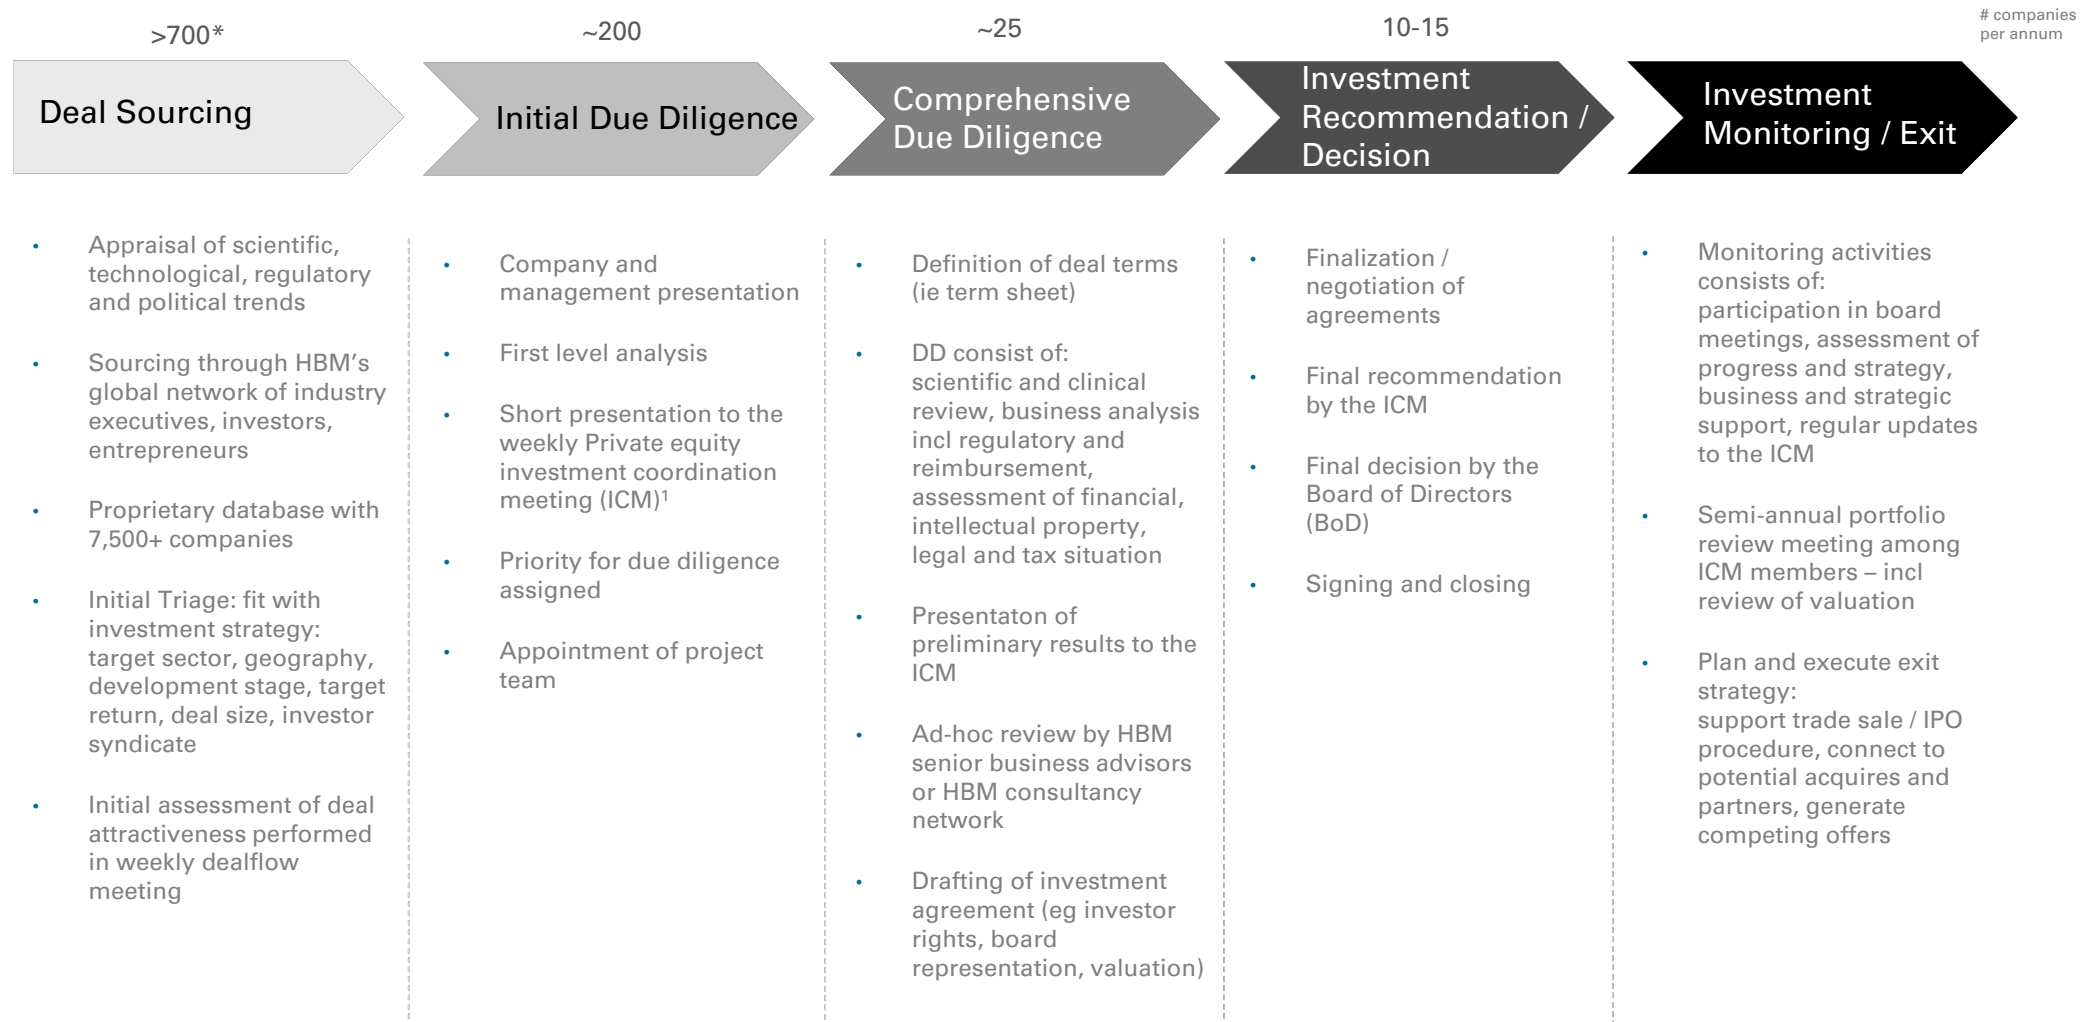 >700*
~200
~25
10-15
# companies
per annum
Deal Sourcing
Initial Due Diligence
Comprehensive
Due Diligence
Investment
Recommendation /
Decision
Investment
Monitoring / Exit
• Appraisal of scientific,
technological, regulatory
and political trends
• Sourcing through HBM’s
global network of industry
executives, investors,
entrepreneurs
• Proprietary database with
7,500+ companies
• Initial Triage: fit with
investment strategy:
target sector, geography,
development stage, target
return, deal size, investor
syndicate
• Initial assessment of deal
attractiveness performed
in weekly dealflow
meeting
• Company and
management presentation
• First level analysis
• Short presentation to the
weekly Private equity
investment coordination
meeting (ICM)¹
• Priority for due diligence
assigned
• Appointment of project
team
• Definition of deal terms
(ie term sheet)
• DD consist of:
scientific and clinical
review, business analysis
incl regulatory and
reimbursement,
assessment of financial,
intellectual property,
legal and tax situation
• Presentaton of
preliminary results to the
ICM
• Ad-hoc review by HBM
senior business advisors
or HBM consultancy
network
• Drafting of investment
agreement (eg investor
rights, board
representation, valuation)
• Finalization /
negotiation of
agreements
• Final recommendation
by the ICM
• Final decision by the
Board of Directors
(BoD)
• Signing and closing
• Monitoring activities
consists of:
participation in board
meetings, assessment of
progress and strategy,
business and strategic
support, regular updates
to the ICM
• Semi-annual portfolio
review meeting among
ICM members – incl
review of valuation
• Plan and execute exit
strategy:
support trade sale / IPO
procedure, connect to
potential acquires and
partners, generate
competing offers